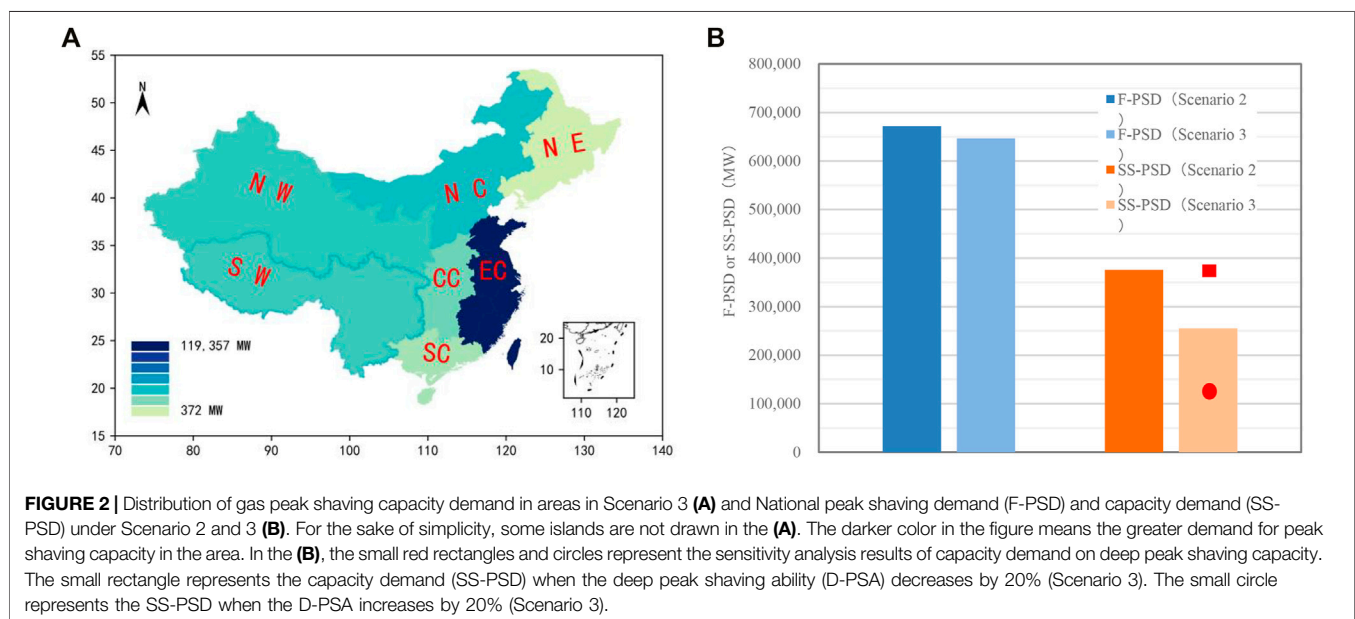 A
55
50
45
40
35
30
25
20
15
70
80
90
100
110
120
130
140
N
N E
N W
N C
S W
CC
EC
SC
119,357 MW
372 MW
20
10
110
120
B
800,000
700,000
600,000
500,000
400,000
300,000
200,000
100,000
0
F-PSD or SS-PSD（MW）
F-PSD（Scenario 2
）
F-PSD（Scenario 3
）
SS-PSD（Scenario 2
）
SS-PSD（Scenario 3
）
FIGURE 2 | Distribution of gas peak shaving capacity demand in areas in Scenario 3 (A) and National peak shaving demand (F-PSD) and capacity demand (SS-
PSD) under Scenario 2 and 3 (B). For the sake of simplicity, some islands are not drawn in the (A). The darker color in the figure means the greater demand for peak
shaving capacity in the area. In the (B), the small red rectangles and circles represent the sensitivity analysis results of capacity demand on deep peak shaving capacity.
The small rectangle represents the capacity demand (SS-PSD) when the deep peak shaving ability (D-PSA) decreases by 20% (Scenario 3). The small circle
represents the SS-PSD when the D-PSA increases by 20% (Scenario 3).